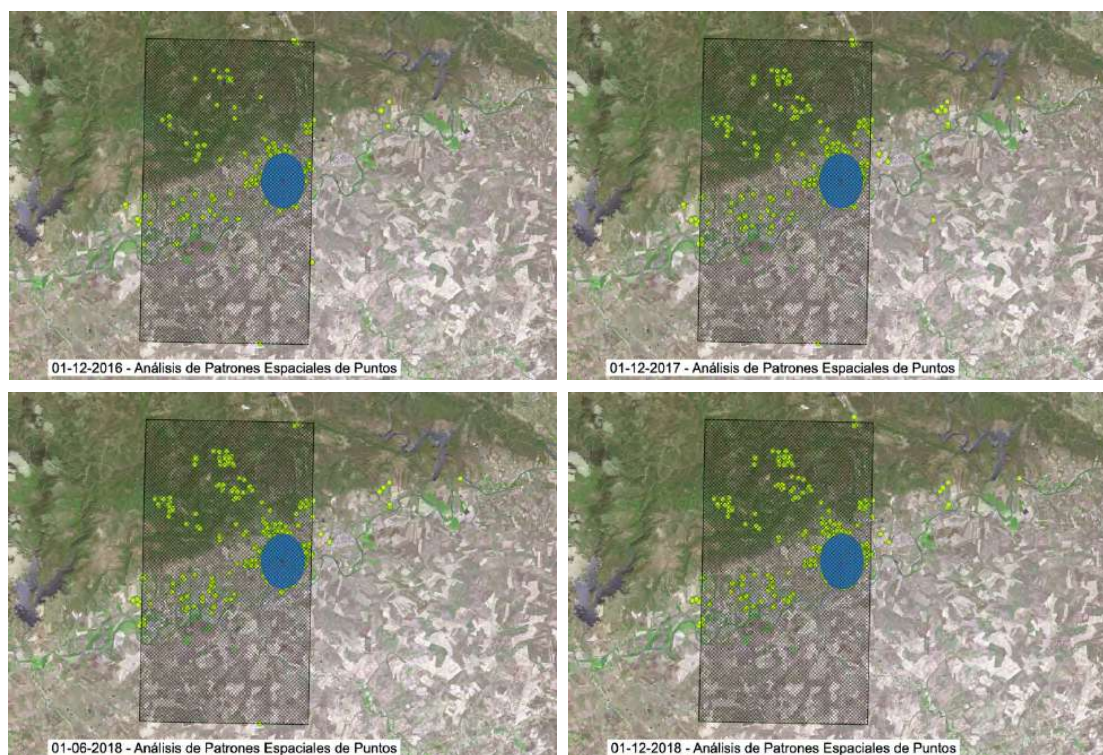 01-12-2016 - Análisis de Patrones Espaciales de Puntos
01-12-2017 - Análisis de Patrones Espaciales de Puntos
01-06-2018 - Análisis de Patrones Espaciales de Puntos
01-12-2018 - Análisis de Patrones Espaciales de Puntos